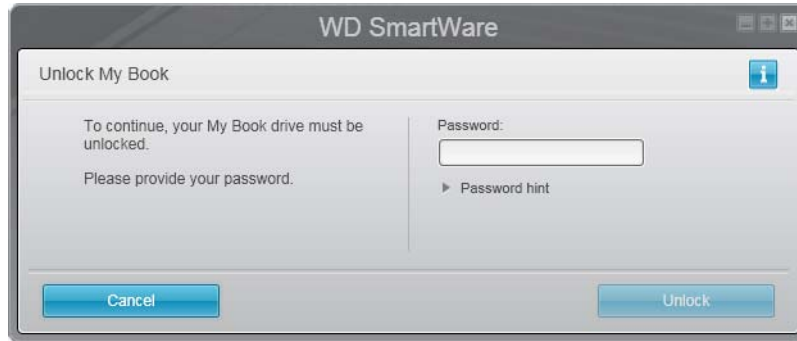 WD SmartWare
Unlock My Book
To continue, your My Book drive must be
unlocked.
Please provide your password.
Password:
Password hint
Cancel
Unlock